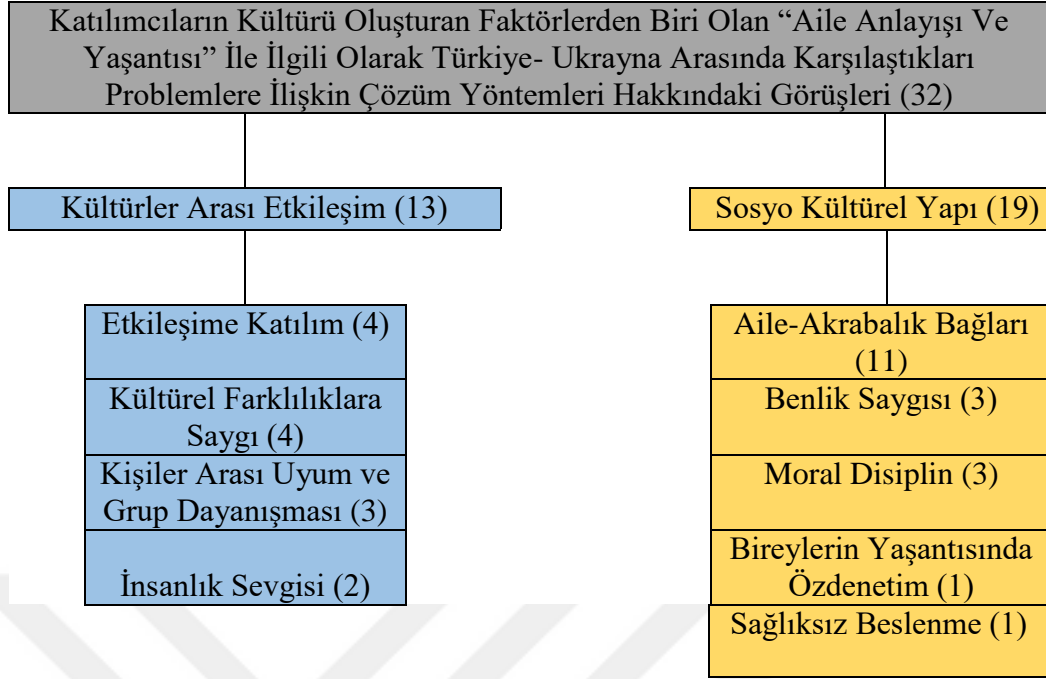 Katılımcıların Kültürü Oluşturan Faktörlerden Biri Olan “Aile Anlayışı Ve
Yaşantısı” İle İlgili Olarak Türkiye- Ukrayna Arasında Karşılaştıkları
Problemlere İlişkin Çözüm Yöntemleri Hakkındaki Görüşleri (32)
Kültürler Arası Etkileşim (13)
Etkileşime Katılım (4)
Kültürel Farklılıklara
Saygı (4)
Kişiler Arası Uyum ve
Grup Dayanışması (3)
İnsanlık Sevgisi (2)
Sosyo Kültürel Yapı (19)
Aile-Akrabalık Bağları
(11)
Benlik Saygısı (3)
Moral Disiplin (3)
Bireylerin Yaşantısında
Özdenetim (1)
Sağlıksız Beslenme (1)